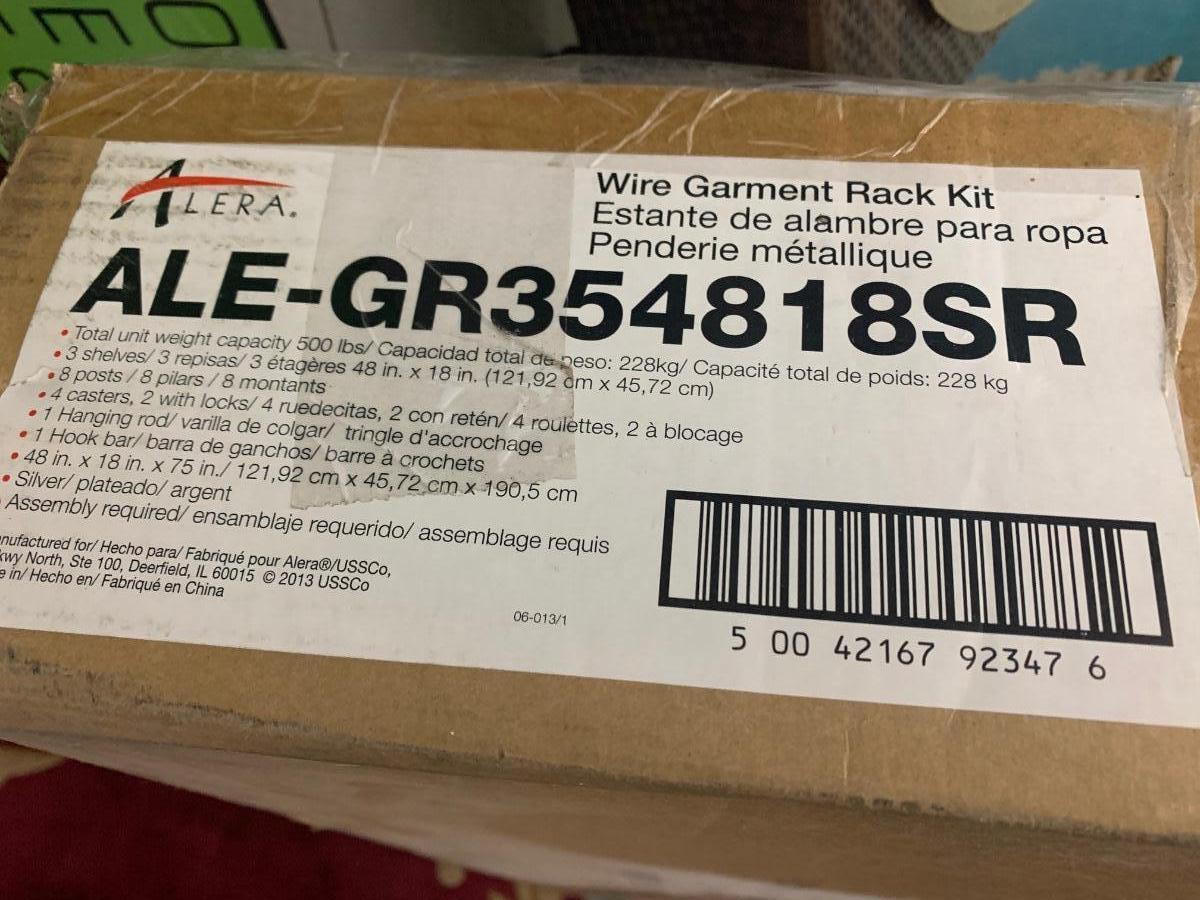 ALERA.
Wire Garment Rack Kit
Estante de alambre para ropa
Penderie métallique
ALE-GR354818SR
• Total unit weight capacity 500 lbs/ Capacidad total de peso: 228kg/ Capacité total de poids: 228 kg
• 3 shelves/ 3 repisas/ 3 étagères 48 in. x 18 in. (121,92 cm x 45,72 cm)
• 8 posts / 8 pilars / 8 montants
• 4 casters, 2 with locks/ 4 ruedecitas, 2 con retén/ 4 roulettes, 2 à blocage
• 1 Hanging rod/ varilla de colgar/ tringle d'accrochage
• 1 Hook bar/ barra de ganchos/ barre à crochets
• 48 in. x 18 in. x 75 in./ 121,92 cm x 45,72 cm x 190,5 cm
• Silver/ plateado/ argent
Assembly required/ ensamblaje requerido/ assemblage requis
nufactured for/ Hecho para/ Fabriqué pour Alera®/USSCo,
kwy North, Ste 100, Deerfield, IL 60015 © 2013 USSCo
e in/ Hecho en/ Fabriqué en China
06-013/1
5 00 42167 92347 6